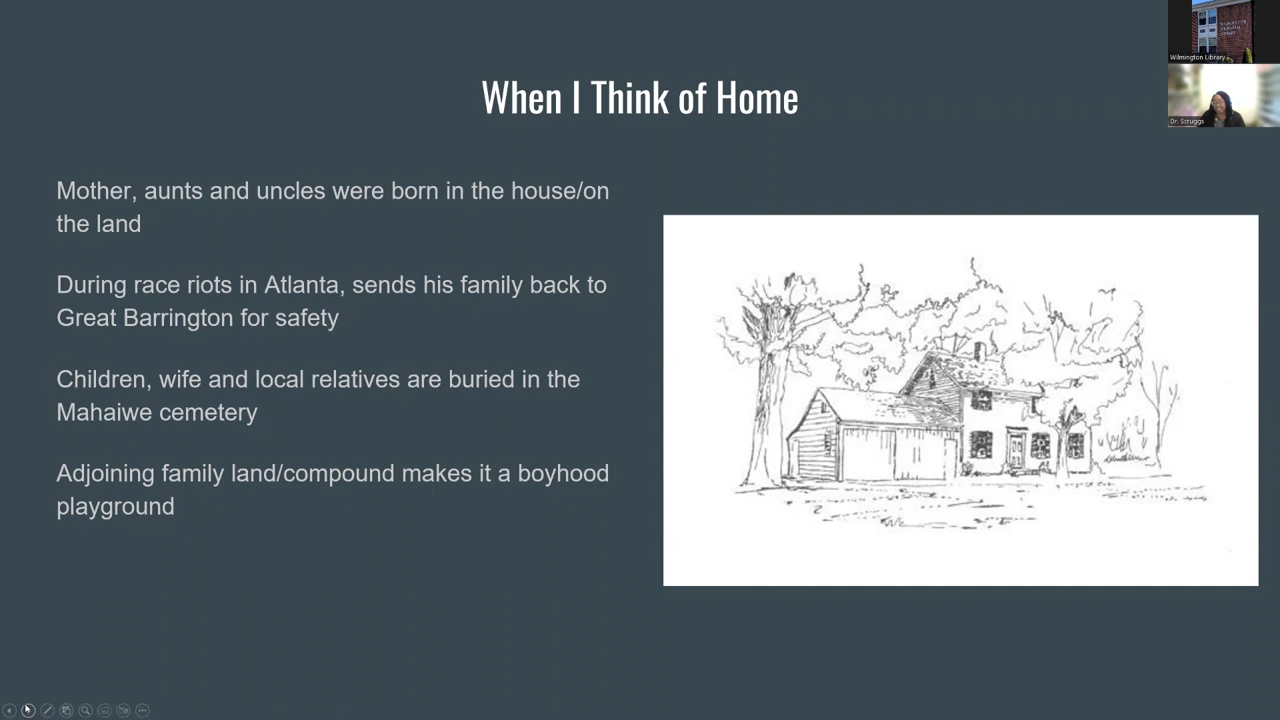 When I Think of Home
Mother, aunts and uncles were born in the house/on
the land
During race riots in Atlanta, sends his family back to
Great Barrington for safety
Children, wife and local relatives are buried in the
Mahaiwe cemetery
Adjoining family land/compound makes it a boyhood
playground
Wilmington Library
Dr. Scruggs